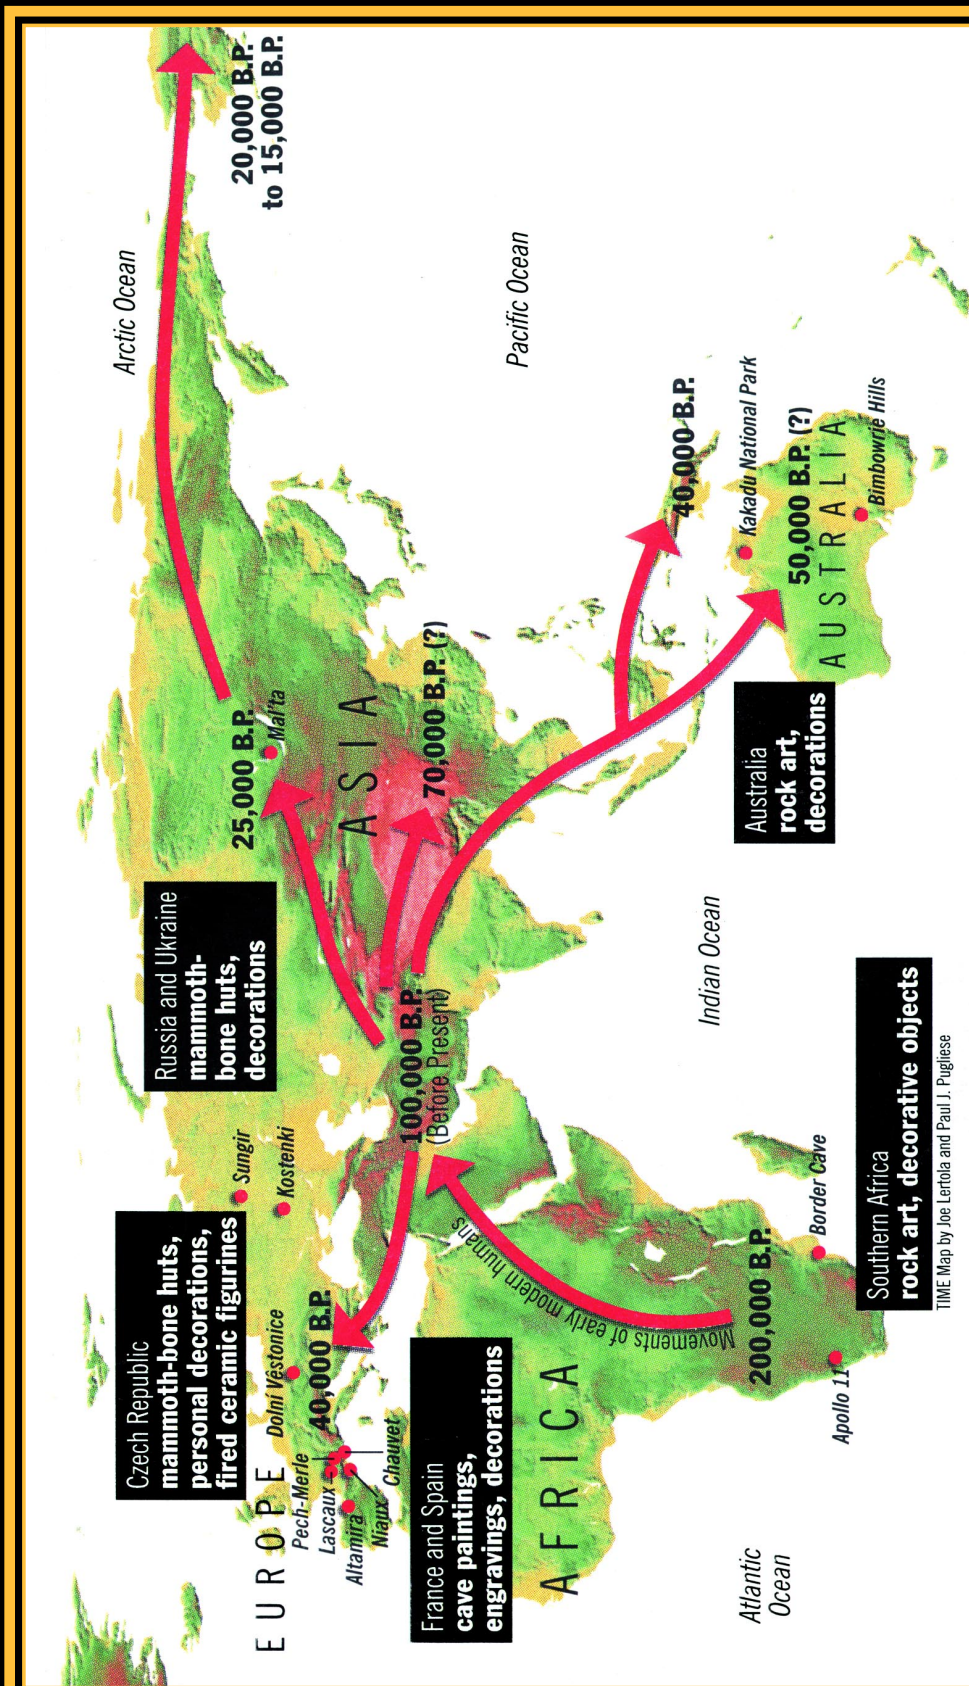 Arctic Ocean
20,000 B.P.
to 15,000 B.P.
Czech Republic
mammoth-bone huts,
personal decorations,
fired ceramic figurines
Russia and Ukraine
mammoth-
bone huts,
decorations
EUROPE
Dolní Věstonice
Sungir
Kostenki
25,000 B.P.
Mal'ta
Pech-Merle
Lascaux
Altamira
Niaux
Chauvet
40,000 B.P.
ASIA
100,000 B.P.
(Before Present)
70,000 B.P. (?)
Pacific Ocean
France and Spain
cave paintings,
engravings, decorations
Movements of early modern humans
AFRICA
40,000 B.P.
Indian Ocean
Kakadu National Park
Atlantic
Ocean
200,000 B.P.
Australia
rock art,
decorations
50,000 B.P. (?)
AUSTRALIA
Bimbowrie Hills
Apollo 11
Border Cave
Southern Africa
rock art, decorative objects
TIME Map by Joe Lertola and Paul J. Pugliese